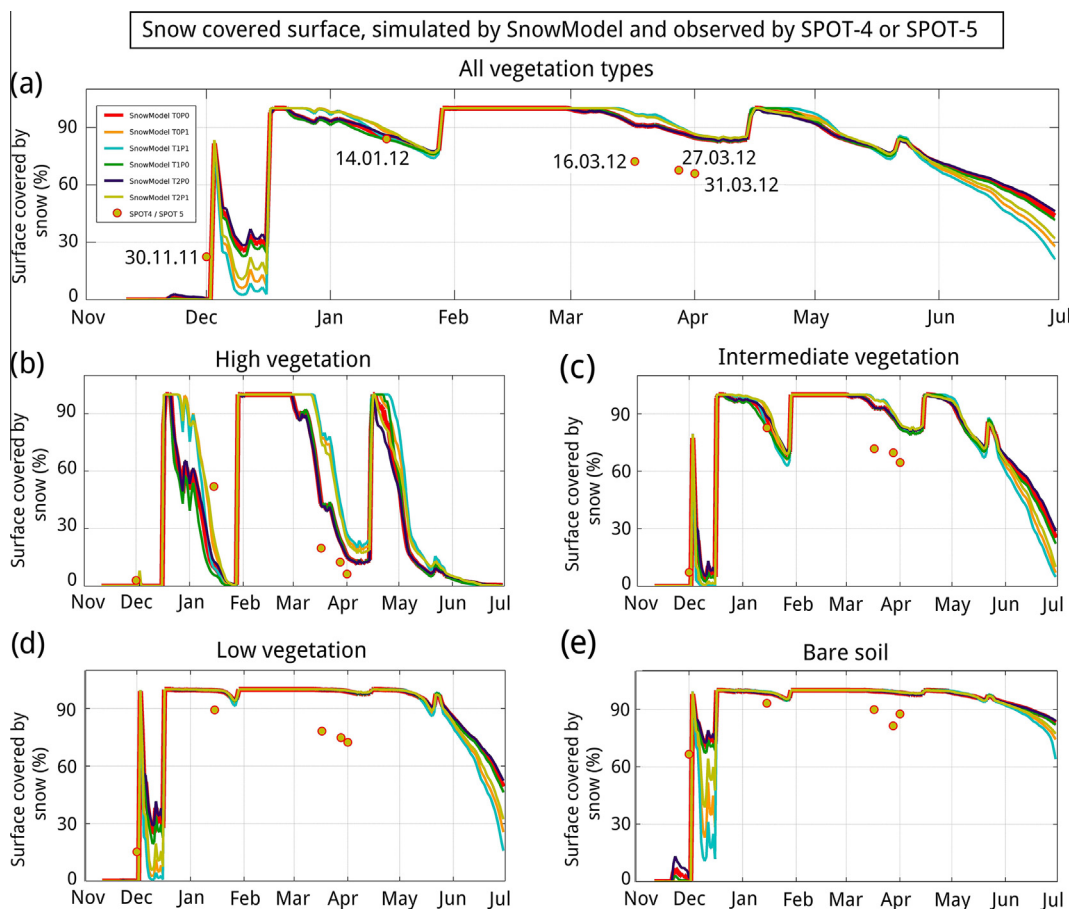 Snow covered surface, simulated by SnowModel and observed by SPOT-4 or SPOT-5
(a)
All vegetation types
Surface covered by
snow (%)
90
60
30
0
SnowModel T0P0
SnowModel T0P1
SnowModel T1P1
SnowModel T1P0
SnowModel T2P0
SnowModel T2P1
SPOT4 / SPOT 5
30.11.11
14.01.12
16.03.12
27.03.12
31.03.12
Nov Dec Jan Feb Mar Apr May Jun Jul
(b)
High vegetation
Surface covered by
snow (%)
90
60
30
0
Nov Dec Jan Feb Mar Apr May Jun Jul
(c)
Intermediate vegetation
Surface covered by
snow (%)
90
60
30
0
Nov Dec Jan Feb Mar Apr May Jun Jul
(d)
Low vegetation
Surface covered by
snow (%)
90
60
30
0
Nov Dec Jan Feb Mar Apr May Jun Jul
(e)
Bare soil
Surface covered by
snow (%)
90
60
30
0
Nov Dec Jan Feb Mar Apr May Jun Jul